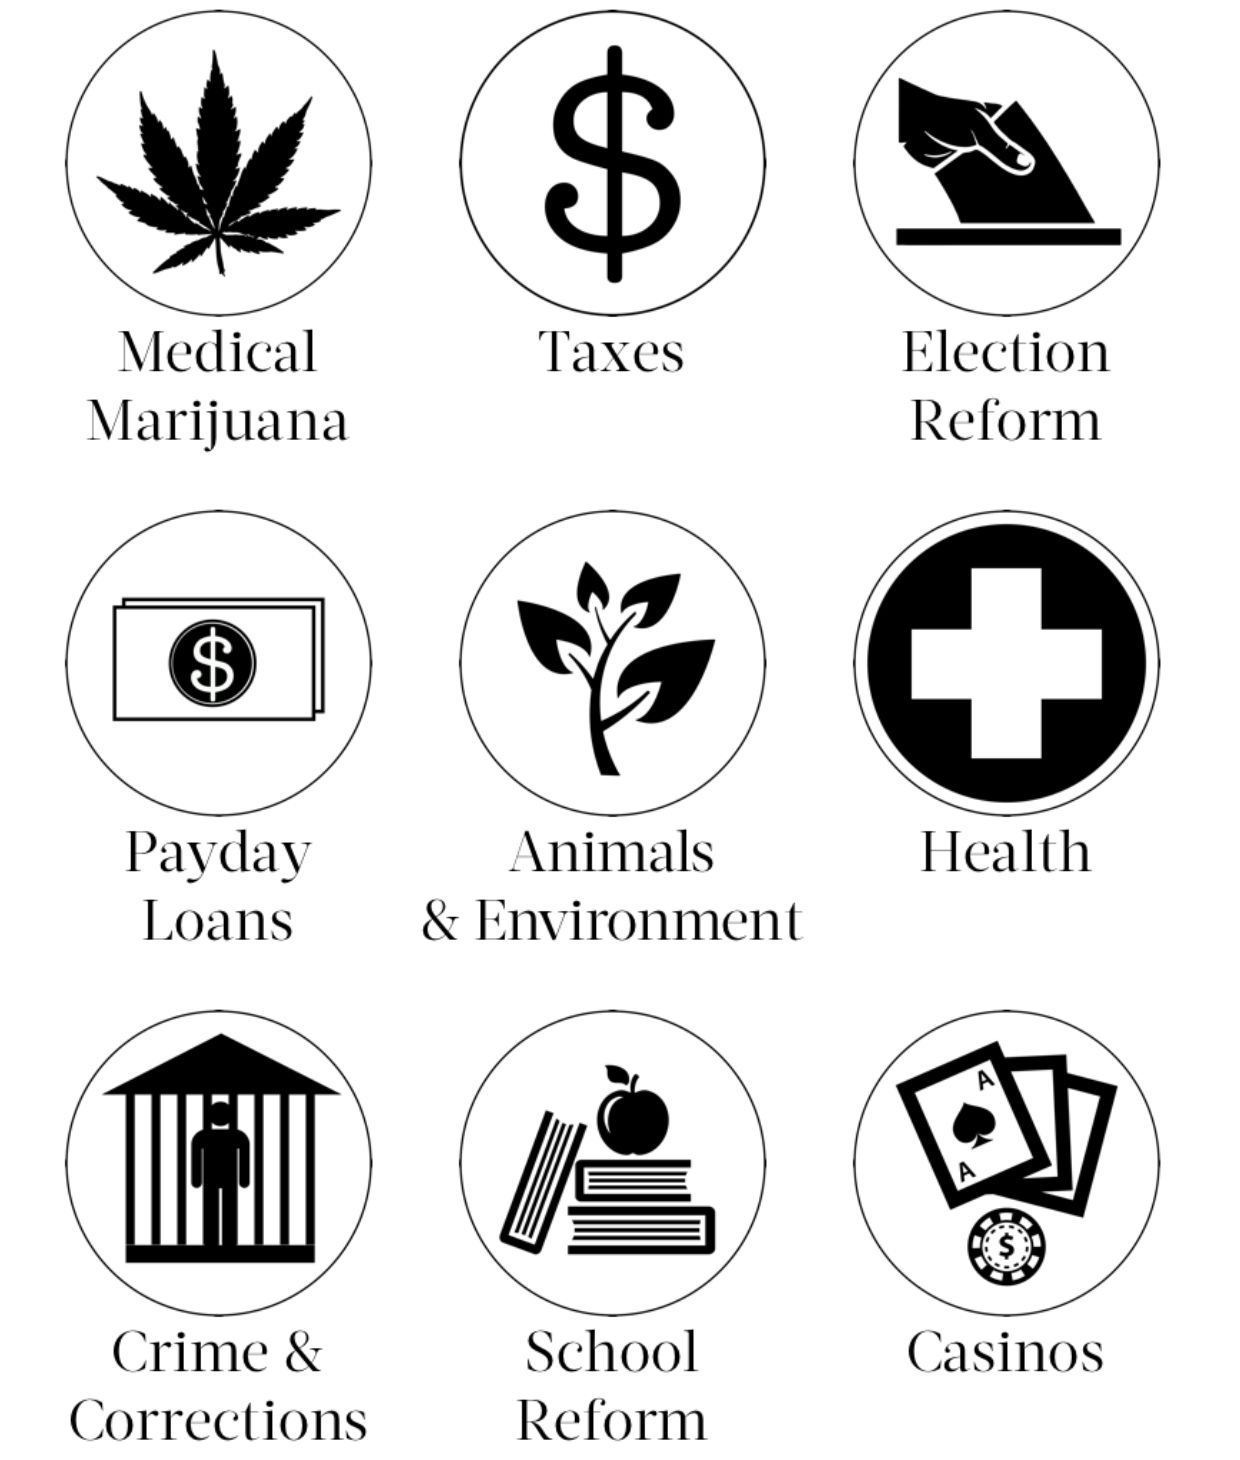 Medical
Marijuana
Taxes
Election
Reform
$
Payday
Loans
Animals
& Environment
Health
Crime &
Corrections
School
Reform
A
A
$
Casinos